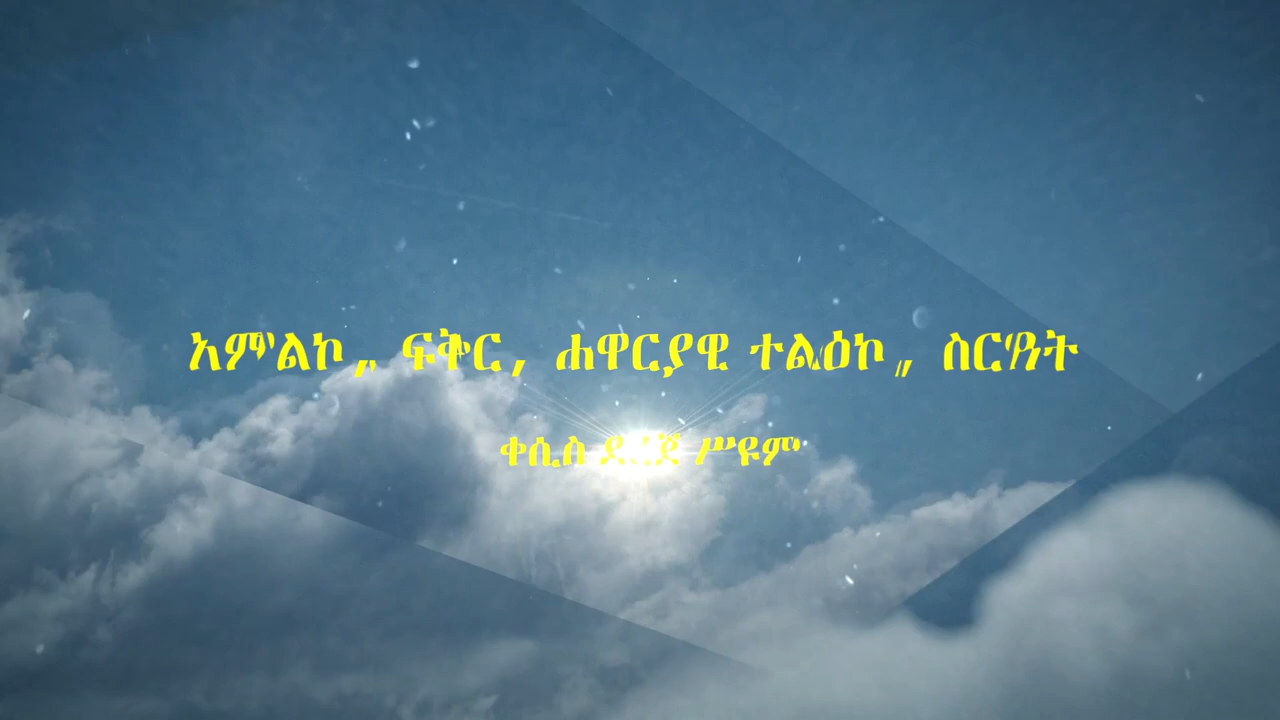 አምልኮ ,, ፍቅር , ሐዋርያዊ ተልዕኮ ,, ስርዓት
ቀሲስ ሥዩም